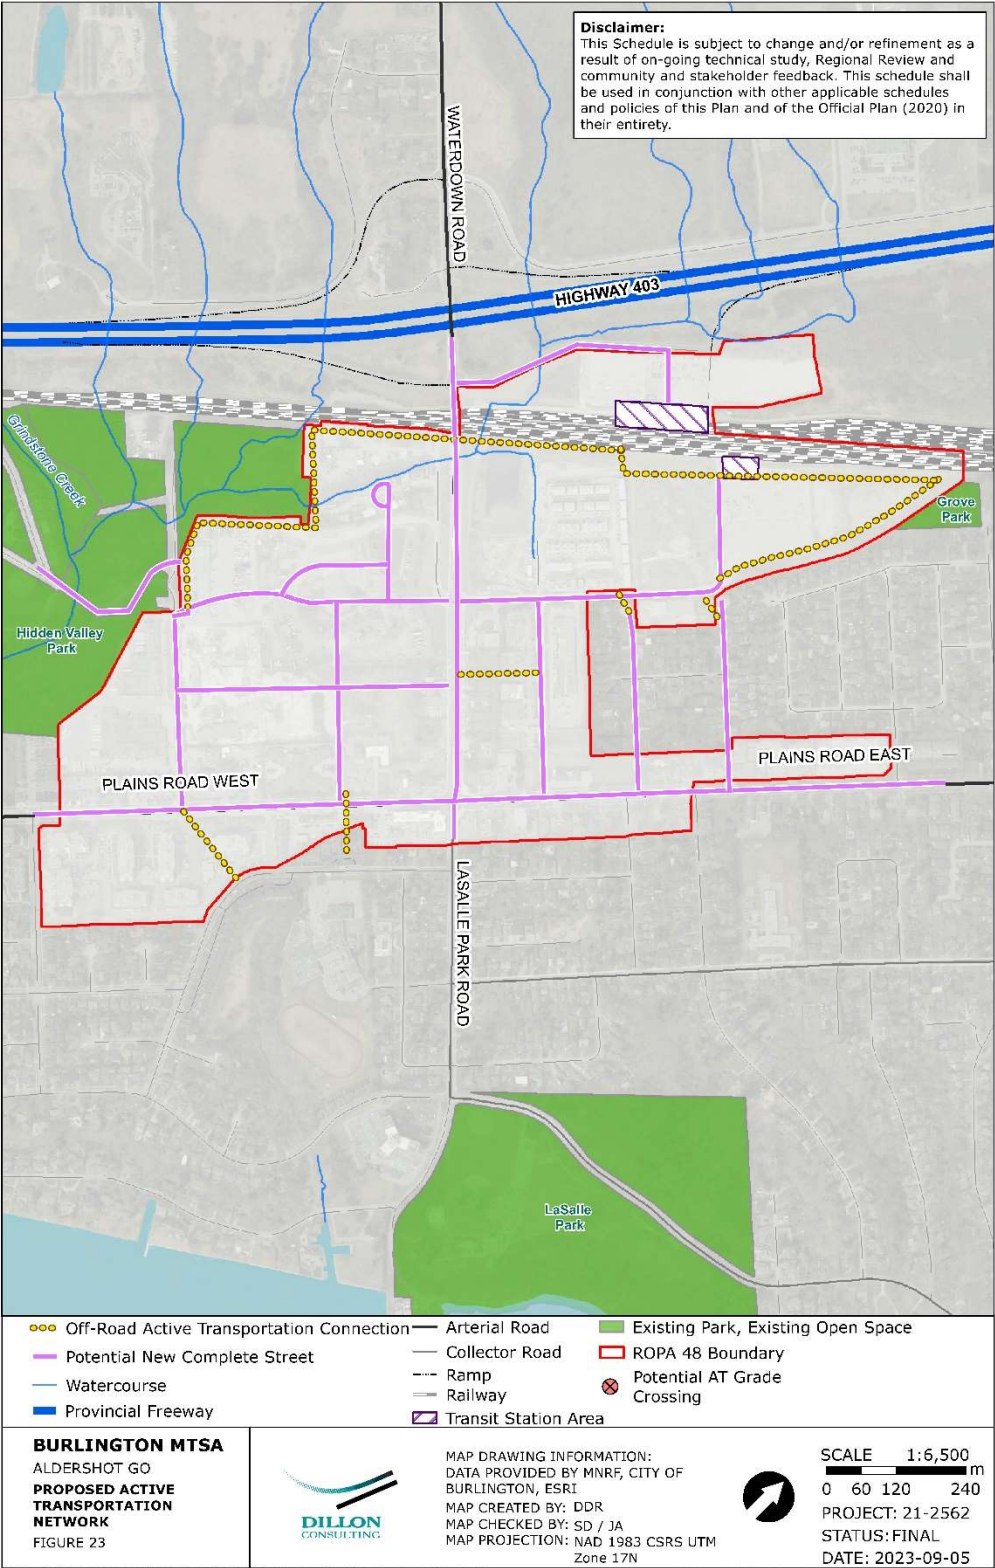 Disclaimer:
This Schedule is subject to change and/or refinement as a
result of on-going technical study, Regional Review and
community and stakeholder feedback. This schedule shall
be used in conjunction with other applicable schedules
and policies of this Plan and of the Official Plan (2020) in
their entirety.
WATERDOWN ROAD
HIGHWAY 403
Grindstone Creek
Grove
Park
Hidden Valley
Park
PLAINS ROAD WEST
PLAINS ROAD EAST
LASALLE PARK ROAD
LaSalle
Park
Off-Road Active Transportation Connection
Potential New Complete Street
Watercourse
Provincial Freeway
Arterial Road
Collector Road
Ramp
Railway
Transit Station Area
Existing Park, Existing Open Space
ROPA 48 Boundary
Potential AT Grade
Crossing
BURLINGTON MTSA
ALDERSHOT GO
PROPOSED ACTIVE
TRANSPORTATION
NETWORK
FIGURE 23
DILLON
CONSULTING
MAP DRAWING INFORMATION:
DATA PROVIDED BY MNRF, CITY OF
BURLINGTON, ESRI
MAP CREATED BY: DDR
MAP CHECKED BY: SD / JA
MAP PROJECTION: NAD 1983 CSRS UTM
Zone 17N
SCALE 1:6,500
m
0 60 120 240
PROJECT: 21-2562
STATUS: FINAL
DATE: 2023-09-05